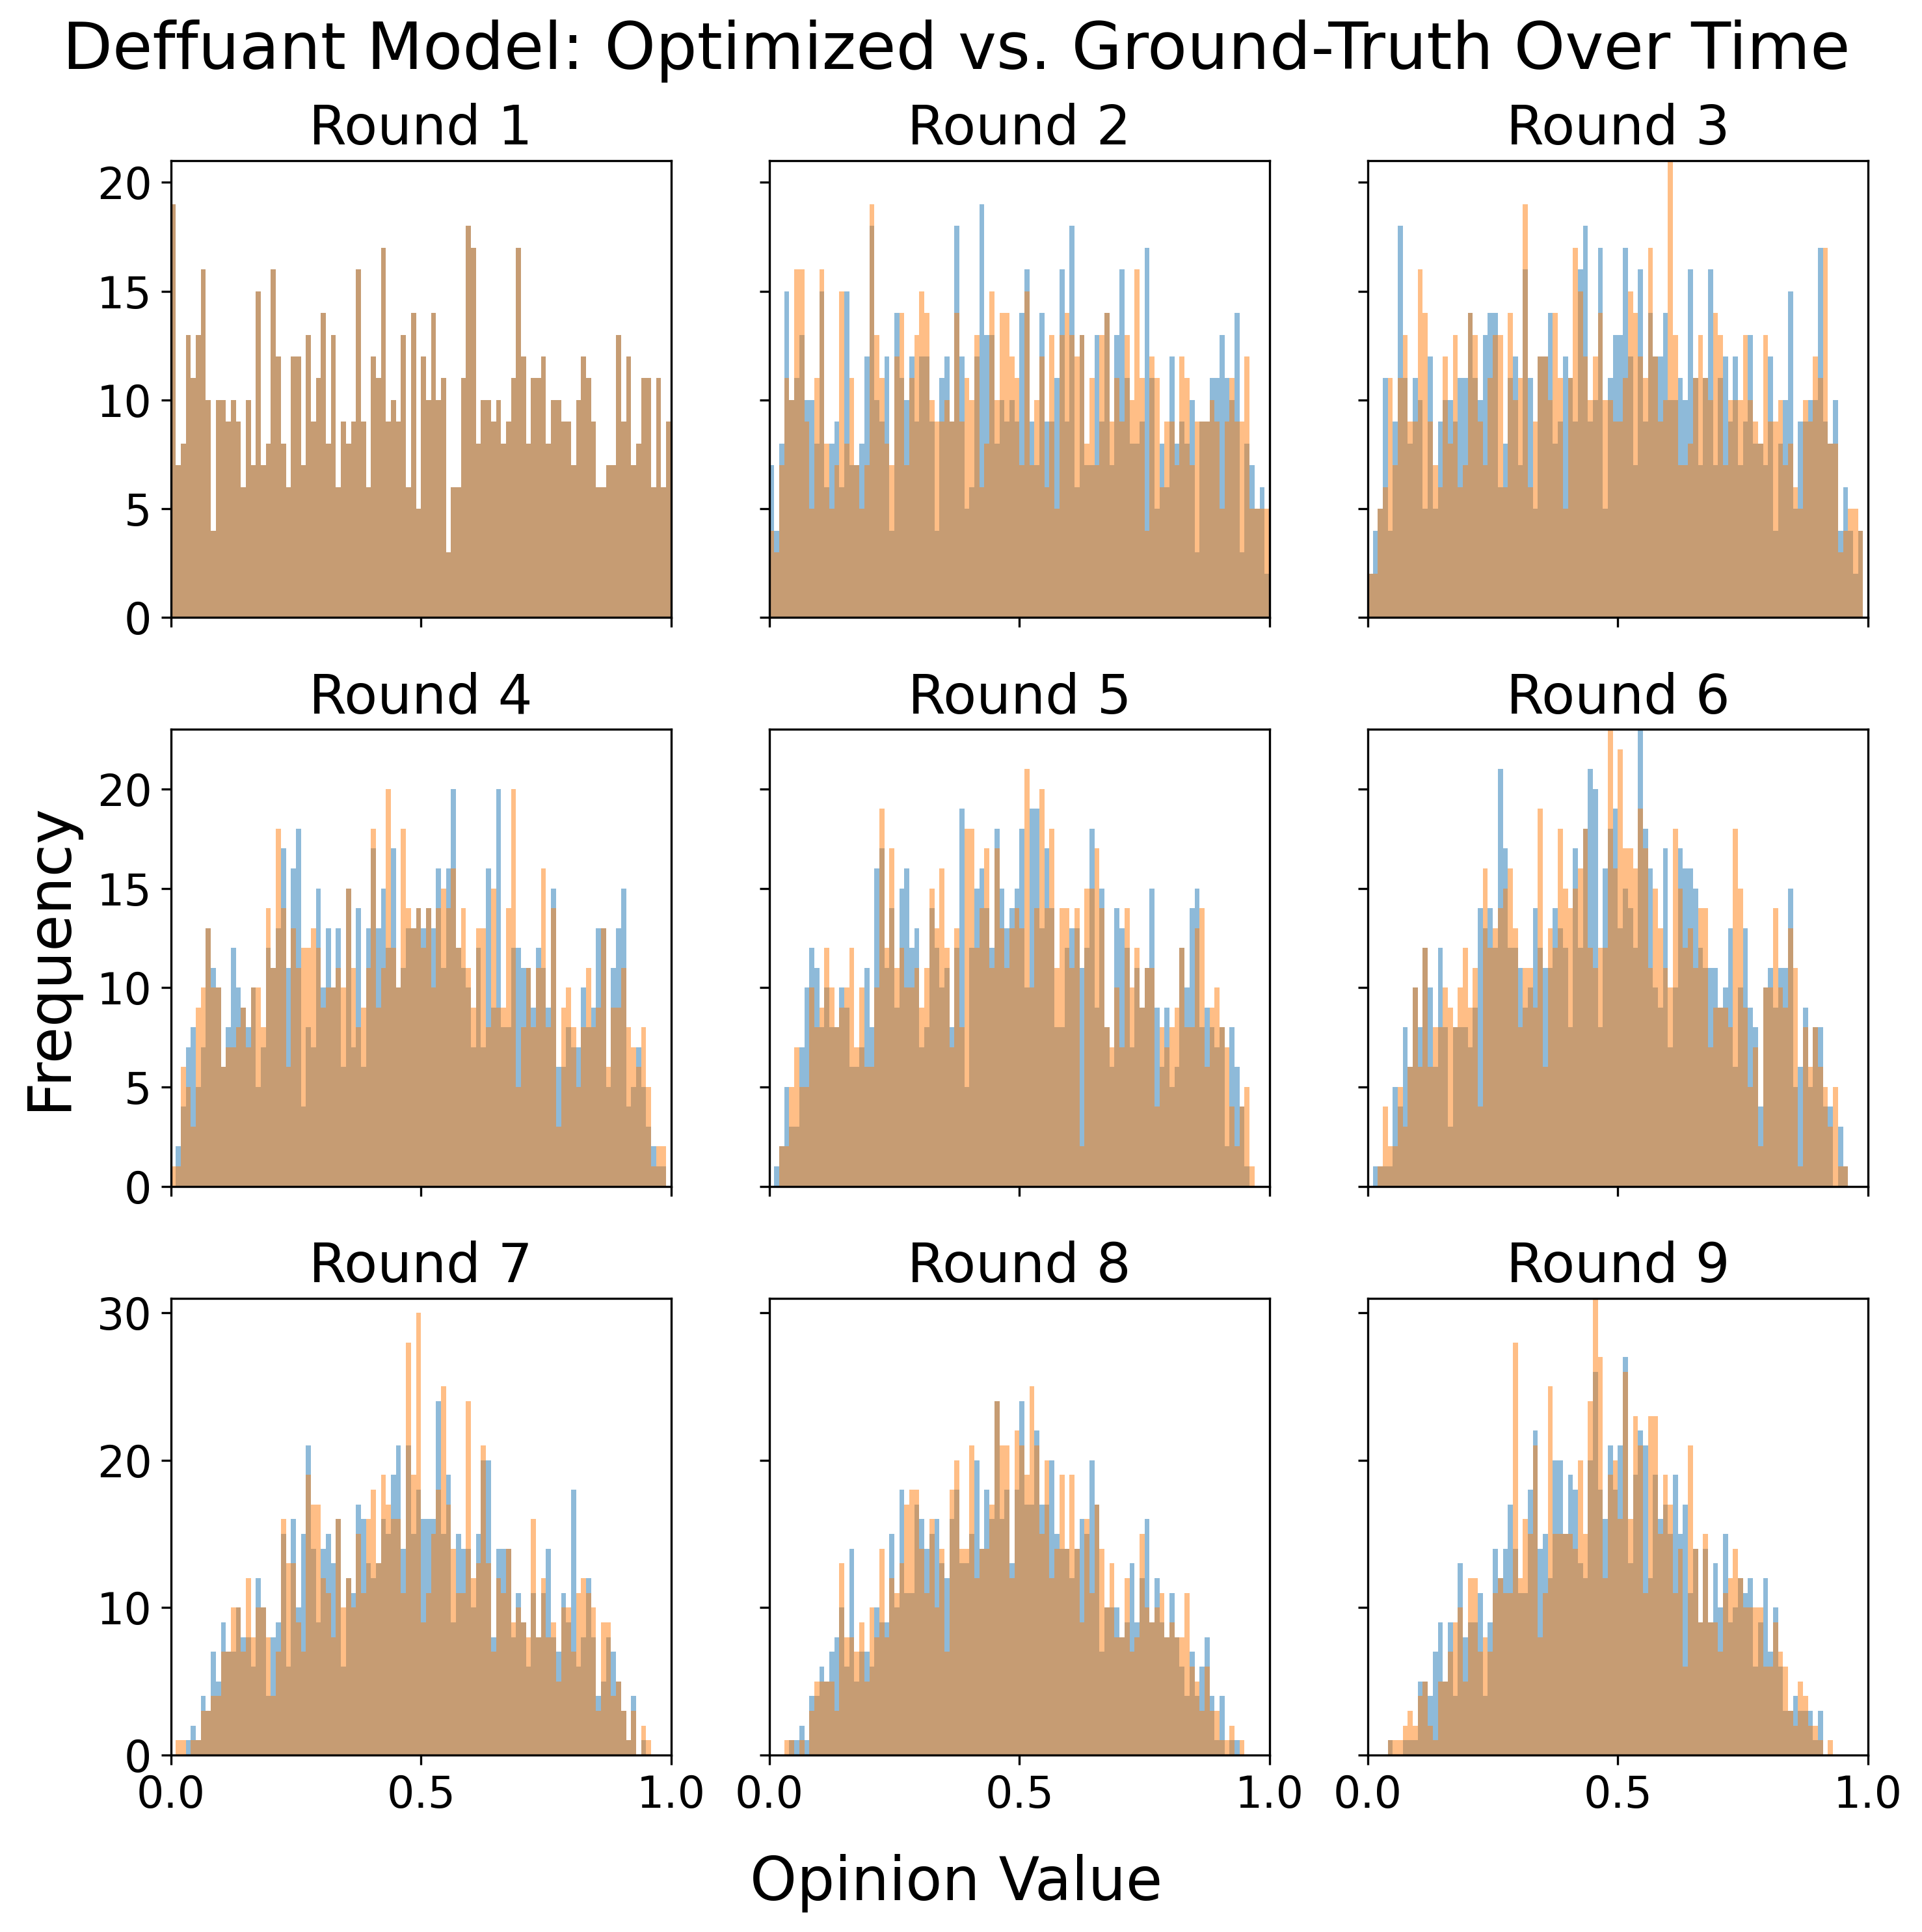 Deffuant Model: Optimized vs. Ground-Truth Over Time
Round 1
Round 2
Round 3
20
15
10
5
0
Round 4
Round 5
Round 6
20
15
10
5
0
Frequency
Round 7
Round 8
Round 9
30
20
10
0
0.0 0.5 1.0
0.0 0.5 1.0
0.0 0.5 1.0
Opinion Value